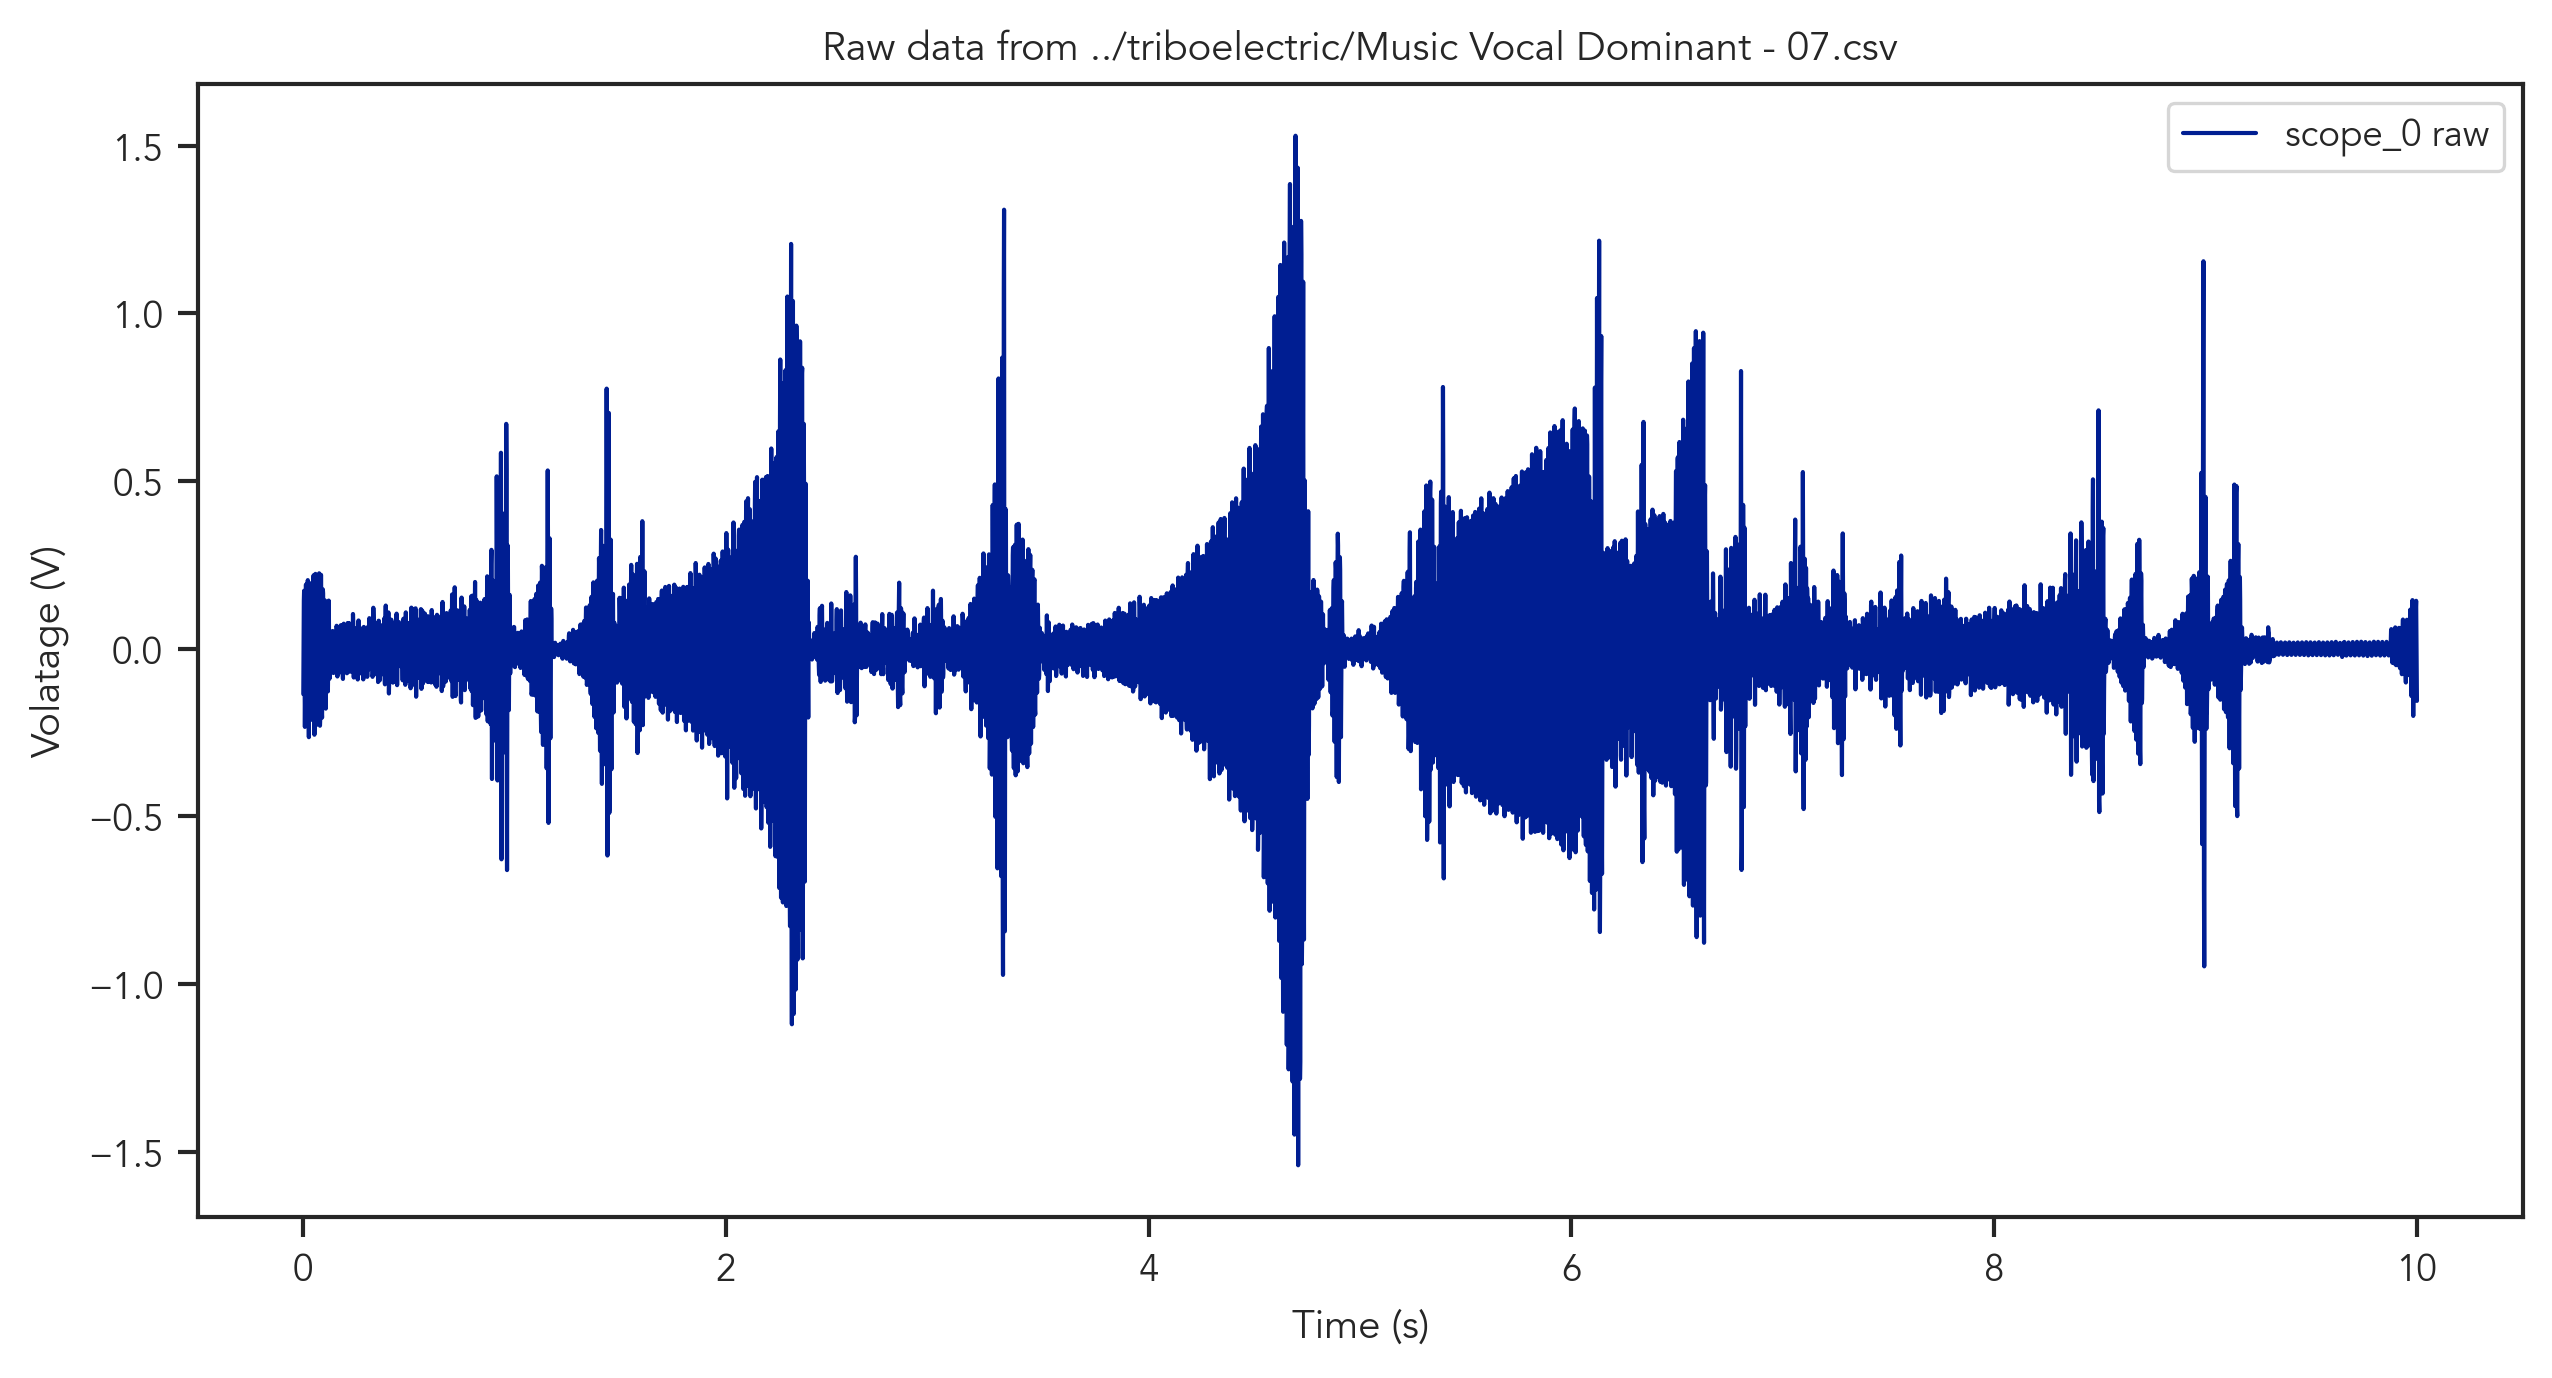 Raw data from ../triboelectric/Music Vocal Dominant - 07.csv
scope_0 raw
Volatage (V)
1.5
1.0
0.5
0.0
−0.5
−1.0
−1.5
0 2 4 6 8 10
Time (s)